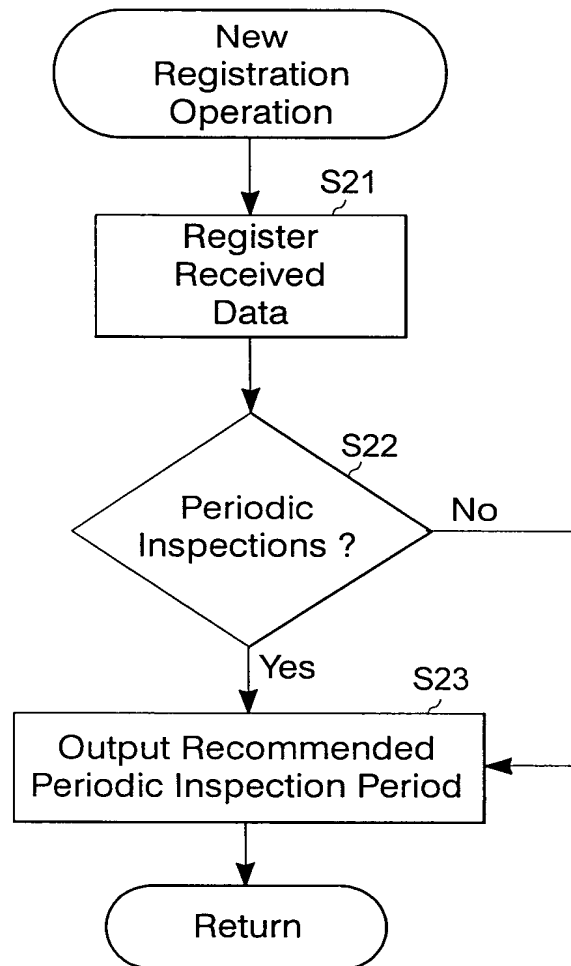 New
Registration
Operation
S21
Register
Received
Data
S22
Periodic
Inspections ?
No
Yes
S23
Output Recommended
Periodic Inspection Period
Return